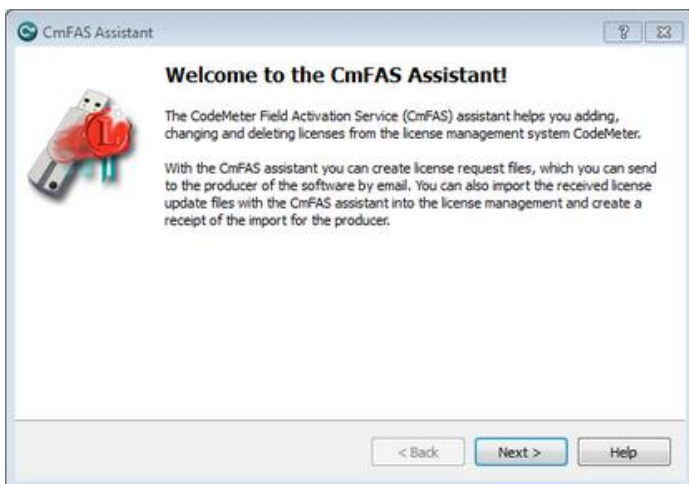 CmFAS Assistant
Welcome to the CmFAS Assistant!
The CodeMeter Field Activation Service (CmFAS) assistant helps you adding,
changing and deleting licenses from the license management system CodeMeter.
With the CmFAS assistant you can create license request files, which you can send
to the producer of the software by email. You can also import the received license
update files with the CmFAS assistant into the license management and create a
receipt of the import for the producer.
L
< Back Next > Help